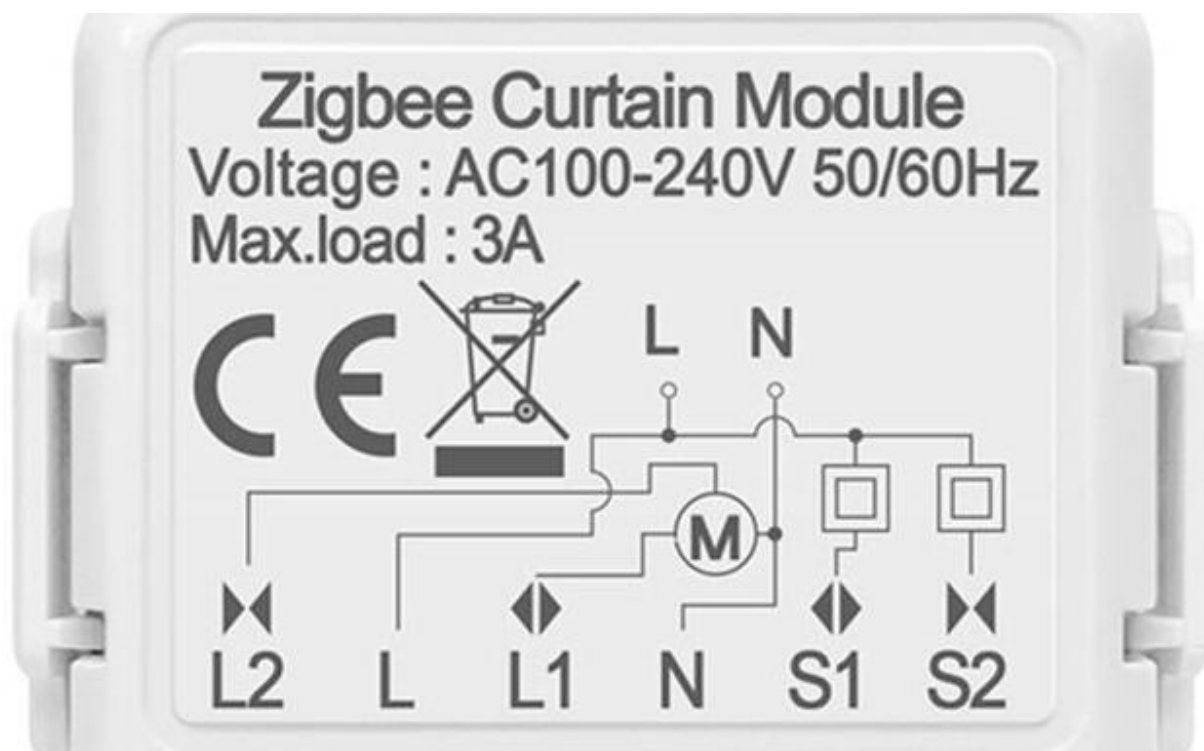 Zigbee Curtain Module
Voltage : AC100-240V 50/60Hz
Max.load : 3A
CE
L N
M
L2 L L1 N S1 S2